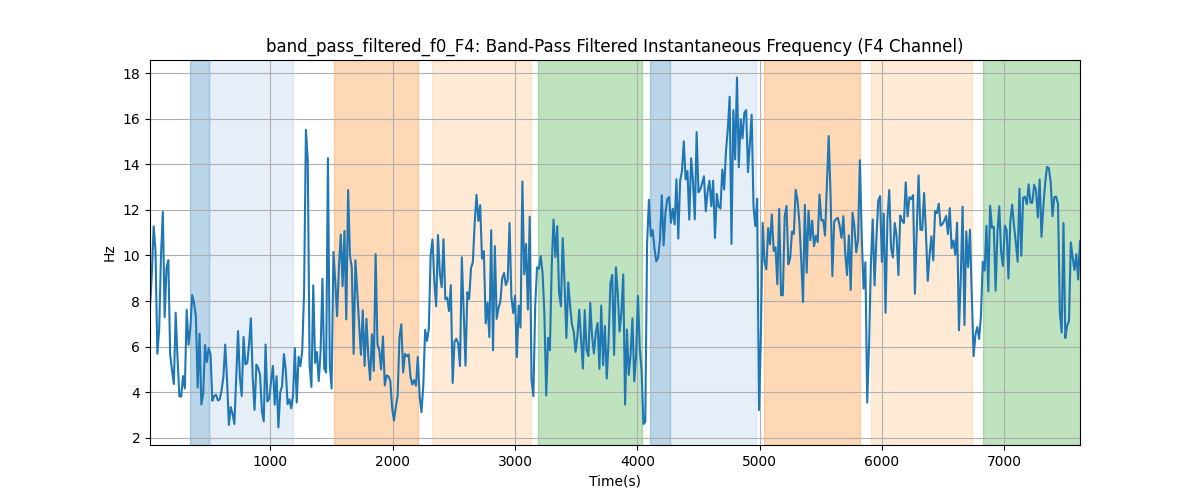 band_pass_filtered_f0_F4: Band-Pass Filtered Instantaneous Frequency (F4 Channel)
18
16
14
12
10
8
6
4
2
Hz
1000 2000 3000 4000 5000 6000 7000
Time(s)